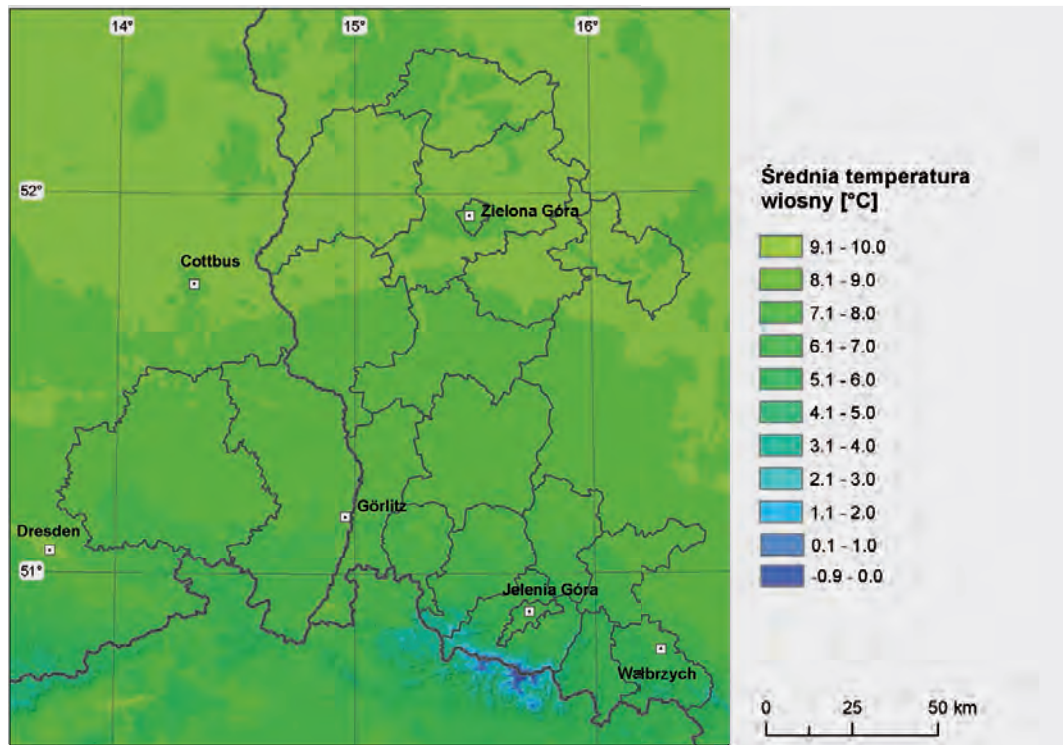 14°
15°
16°
52°
Zielona Góra
Cottbus
Görlitz
Dresden
51°
Jelenia Góra
Wałbrzych
Średnia temperatura
wiosny [°C]
9.1 - 10.0
8.1 - 9.0
7.1 - 8.0
6.1 - 7.0
5.1 - 6.0
4.1 - 5.0
3.1 - 4.0
2.1 - 3.0
1.1 - 2.0
0.1 - 1.0
-0.9 - 0.0
0 25 50 km